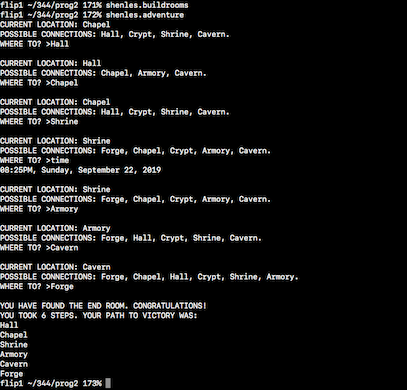 flip1 ~/344/prog2 171% shenles.buildrooms
flip1 ~/344/prog2 172% shenles.adventure
CURRENT LOCATION: Chapel
POSSIBLE CONNECTIONS: Hall, Crypt, Shrine, Cavern.
WHERE TO? >Hall

CURRENT LOCATION: Hall
POSSIBLE CONNECTIONS: Chapel, Armory, Cavern.
WHERE TO? >Chapel

CURRENT LOCATION: Chapel
POSSIBLE CONNECTIONS: Hall, Crypt, Shrine, Cavern.
WHERE TO? >Shrine

CURRENT LOCATION: Shrine
POSSIBLE CONNECTIONS: Forge, Chapel, Crypt, Armory, Cavern.
WHERE TO? >time
08:25PM, Sunday, September 22, 2019

CURRENT LOCATION: Shrine
POSSIBLE CONNECTIONS: Forge, Chapel, Crypt, Armory, Cavern.
WHERE TO? >Armory

CURRENT LOCATION: Armory
POSSIBLE CONNECTIONS: Forge, Hall, Crypt, Shrine, Cavern.
WHERE TO? >Cavern

CURRENT LOCATION: Cavern
POSSIBLE CONNECTIONS: Forge, Chapel, Hall, Crypt, Shrine, Armory.
WHERE TO? >Forge

YOU HAVE FOUND THE END ROOM. CONGRATULATIONS!
YOU TOOK 6 STEPS. YOUR PATH TO VICTORY WAS:
Hall
Chapel
Shrine
Armory
Cavern
Forge
flip1 ~/344/prog2 173%